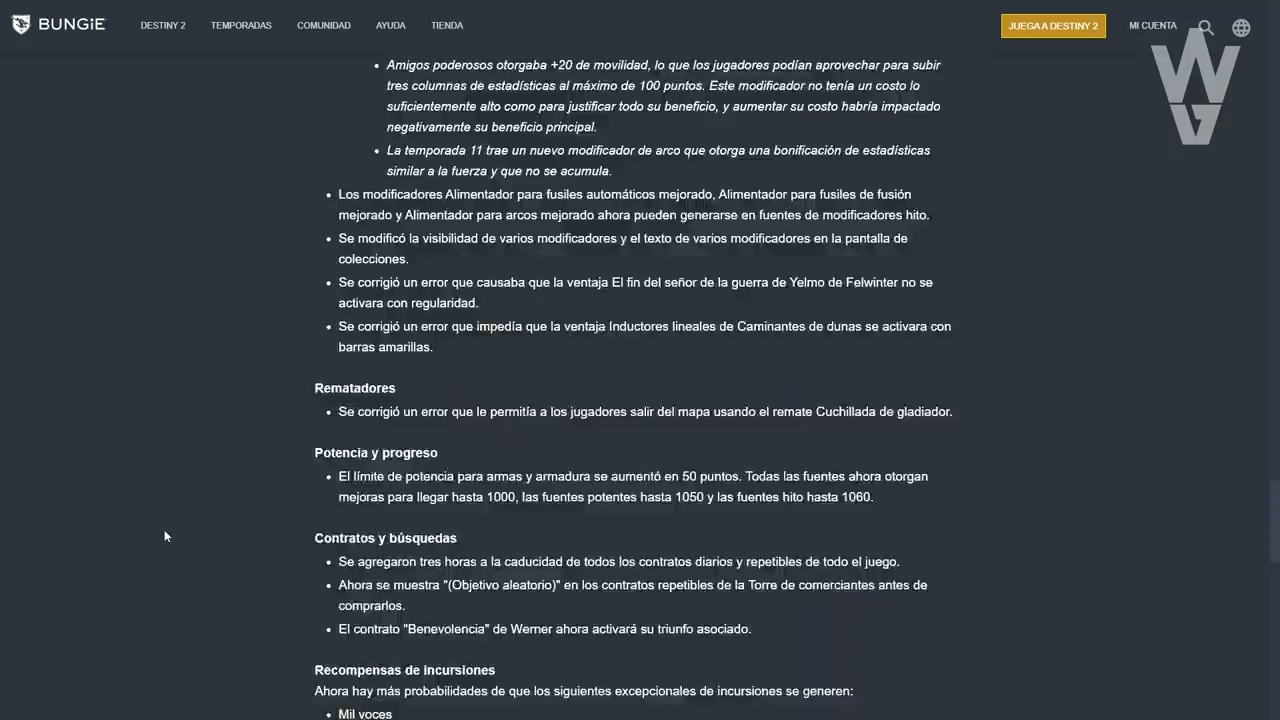 BUNGiE
DESTINY 2
TEMPORADAS
COMUNIDAD
AYUDA
TIENDA
JUEGA A DESTINY 2
MI CUENTA
Amigos poderosos otorgaba +20 de movilidad, lo que los jugadores podían aprovechar para subir
tres columnas de estadísticas al máximo de 100 puntos. Este modificador no tenía un costo lo
suficientemente alto como para justificar todo su beneficio, y aumentar su costo habría impactado
negativamente su beneficio principal.
La temporada 11 trae un nuevo modificador de arco que otorga una bonificación de estadísticas
similar a la fuerza y que no se acumula.
Los modificadores Alimentador para fusiles automáticos mejorado, Alimentador para fusiles de fusión
mejorado y Alimentador para arcos mejorado ahora pueden generarse en fuentes de modificadores hito.
Se modificó la visibilidad de varios modificadores y el texto de varios modificadores en la pantalla de
colecciones.
Se corrigió un error que causaba que la ventaja El fin del señor de la guerra de Yelmo de Felwinter no se
activara con regularidad.
Se corrigió un error que impedía que la ventaja Inductores lineales de Caminantes de dunas se activara con
barras amarillas.
Rematadores
Se corrigió un error que le permitía a los jugadores salir del mapa usando el remate Cuchillada de gladiador.
Potencia y progreso
El límite de potencia para armas y armadura se aumentó en 50 puntos. Todas las fuentes ahora otorgan
mejoras para llegar hasta 1000, las fuentes potentes hasta 1050 y las fuentes hito hasta 1060.
Contratos y búsquedas
Se agregaron tres horas a la caducidad de todos los contratos diarios y repetibles de todo el juego.
Ahora se muestra "(Objetivo aleatorio)" en los contratos repetibles de la Torre de comerciantes antes de
comprarlos.
El contrato "Benevolencia" de Werner ahora activará su triunfo asociado.
Recompensas de incursiones
Ahora hay más probabilidades de que los siguientes excepcionales de incursiones se generen:
Mil voces